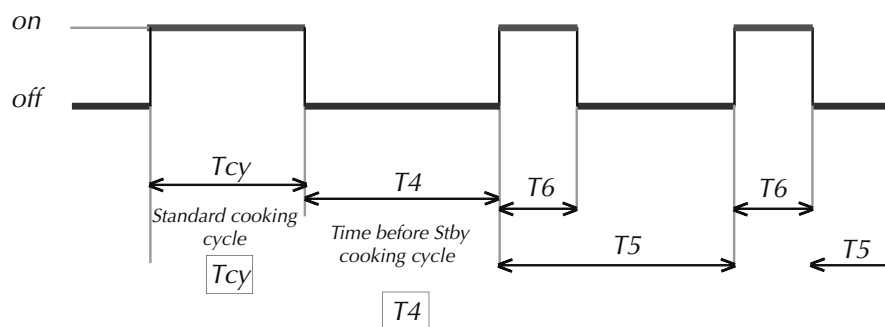 on
off
Tcy
T4
T6
T6
Standard cooking
cycle
Time before Stby
cooking cycle
T5
T5
Tcy
T4